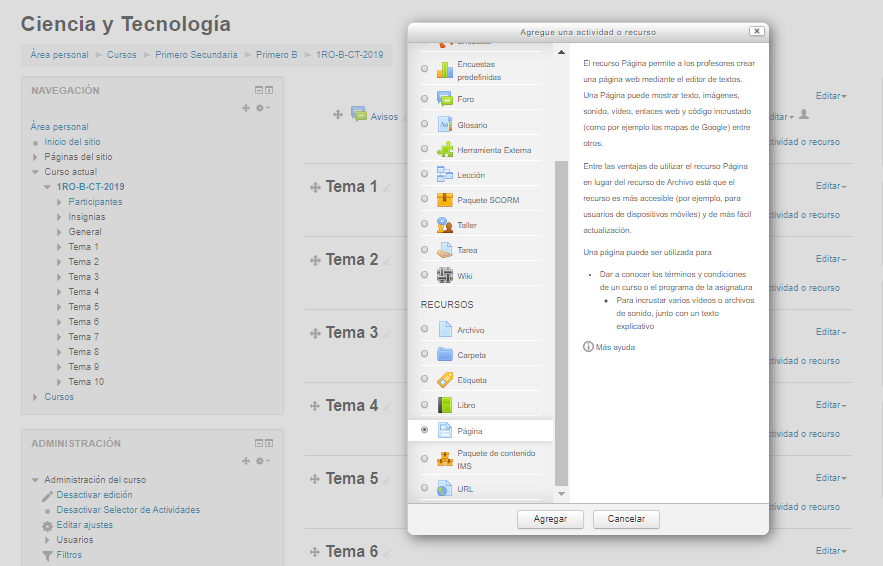 Ciencia y Tecnología
Área personal ► Cursos ► Primero Secundaria ► Primero B ► 1RO-B-CT-2019
NAVEGACIÓN
Área personal
Inicio del sitio
Páginas del sitio
Curso actual
1RO-B-CT-2019
Participantes
Insignias
General
Tema 1
Tema 2
Tema 3
Tema 4
Tema 5
Tema 6
Tema 7
Tema 8
Tema 9
Tema 10
Cursos
ADMINISTRACIÓN
Administración del curso
Desactivar edición
Desactivar Selector de Actividades
Editar ajustes
Usuarios
Filtros
Avisos
Tema 1
Tema 2
Tema 3
Tema 4
Tema 5
Tema 6
Agregue una actividad o recurso
Encuestas
predefinidas
Foro
Glosario
Herramienta Externa
Lección
Paquete SCORM
Taller
Tarea
Wiki
RECURSOS
Archivo
Carpeta
Etiqueta
Libro
Página
Paquete de contenido
IMS
URL
El recurso Página permite a los profesores crear
una página web mediante el editor de textos.
Una Página puede mostrar texto, imágenes,
sonido, vídeo, enlaces web y código incrustado
(como por ejemplo los mapas de Google) entre
otros.
Entre las ventajas de utilizar el recurso Página
en lugar del recurso de Archivo está que el
recurso es más accesible (por ejemplo, para
usuarios de dispositivos móviles) y de más fácil
actualización.
Una página puede ser utilizada para
Dar a conocer los términos y condiciones
de un curso o el programa de la asignatura
Para incrustar varios vídeos o archivos
de sonido, junto con un texto
explicativo
Más ayuda
Agregar
Cancelar
Editar
ditar
ctividad o recurso
Editar
ctividad o recurso
Editar
ctividad o recurso
Editar
ctividad o recurso
Editar
ctividad o recurso
Editar
ctividad o recurso
Editar